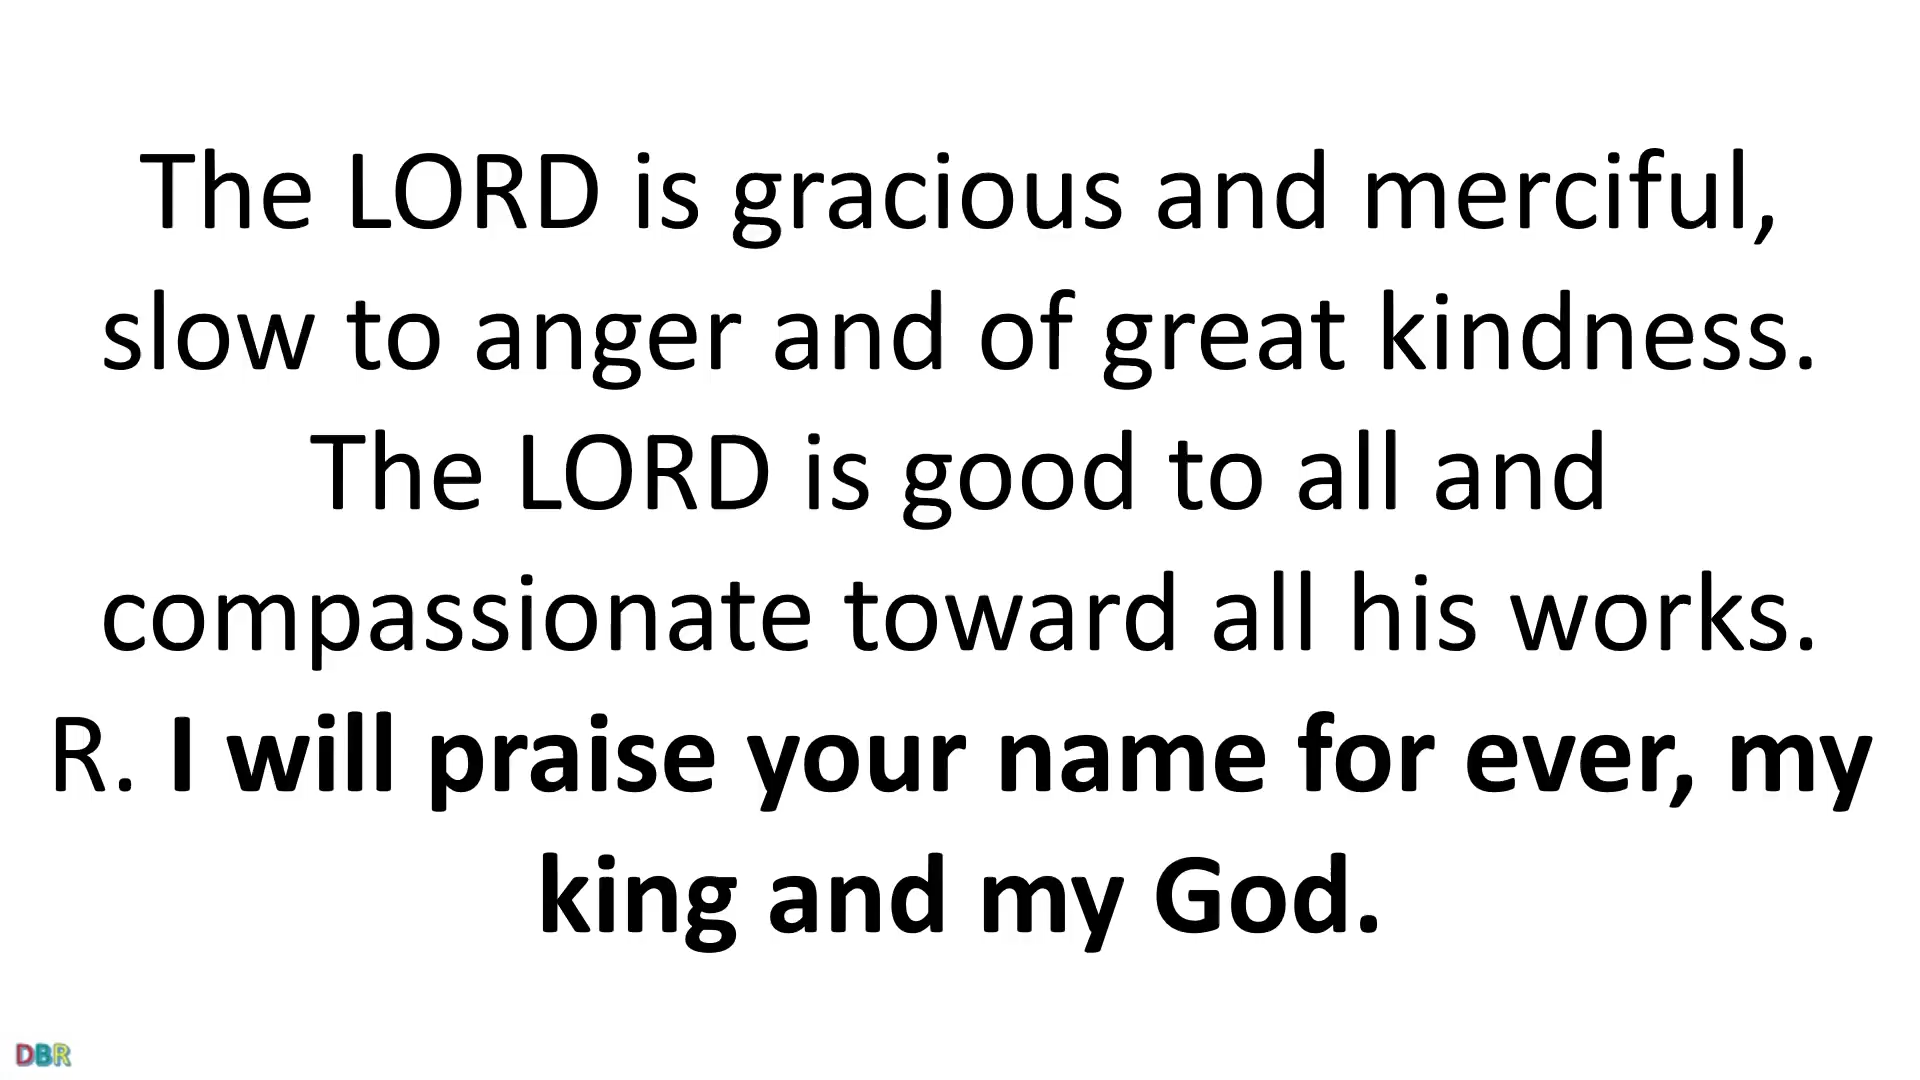 The LORD is gracious and merciful,
slow to anger and of great kindness.
The LORD is good to all and
compassionate toward all his works.
R. I will praise your name for ever, my
king and my God.
DBR